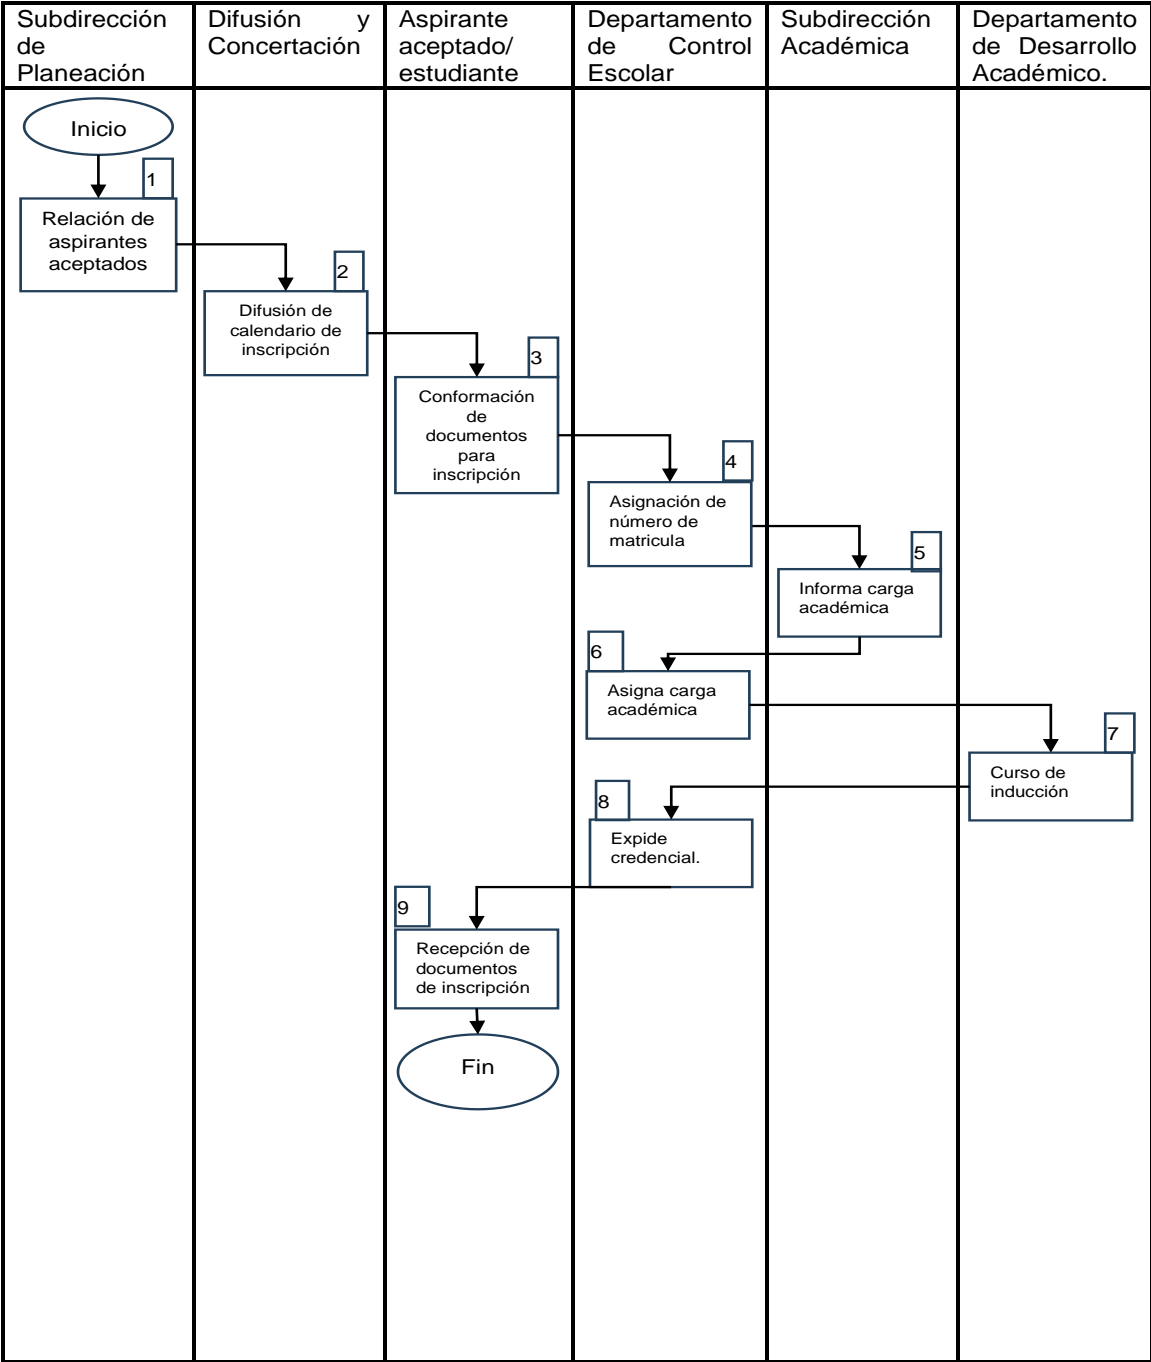 Subdirección
de
Planeación
Difusión y
Concertación
Aspirante
aceptado/
estudiante
Departamento
de Control
Escolar
Subdirección
Académica
Departamento
de Desarrollo
Académico.
Inicio
1
Relación de
aspirantes
aceptados
2
Difusión de
calendario de
inscripción
3
Conformación
de
documentos
para
inscripción
4
Asignación de
número de
matricula
5
Informa carga
académica
6
Asigna carga
académica
7
Curso de
inducción
8
Expide
credencial.
9
Recepción de
documentos
de inscripción
Fin